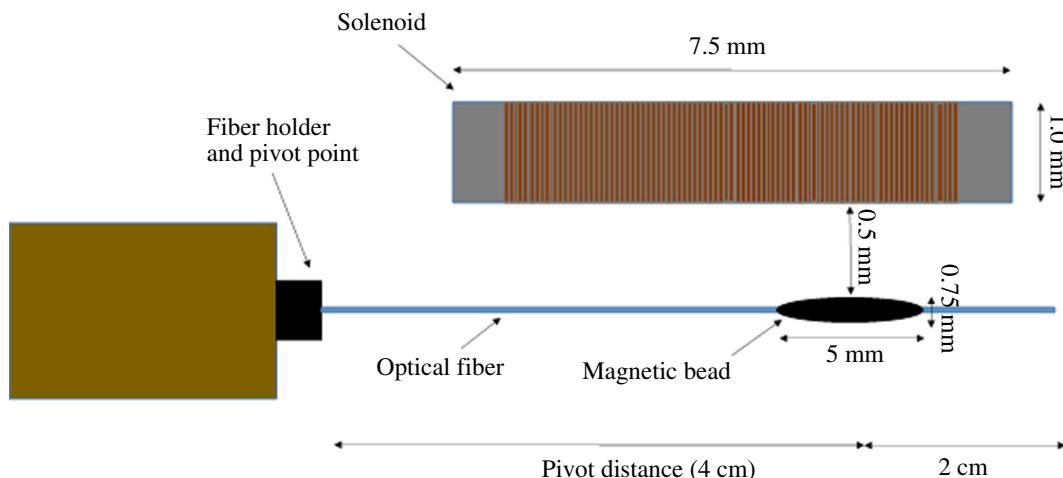 Solenoid
7.5 mm
Fiber holder
and pivot point
1.0 mm
0.5 mm
0.75 mm
Optical fiber
Magnetic bead
5 mm
Pivot distance (4 cm)
2 cm